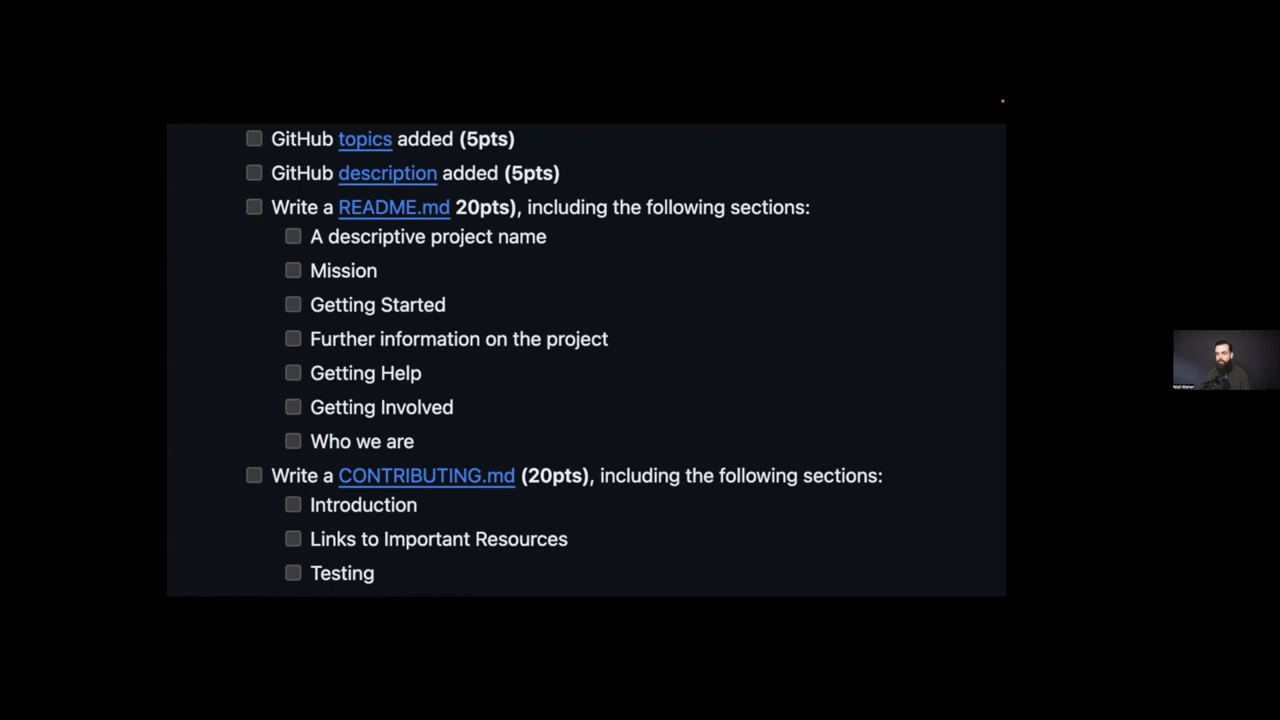 GitHub topics added (5pts)
GitHub description added (5pts)
Write a README.md 20pts), including the following sections:
A descriptive project name
Mission
Getting Started
Further information on the project
Getting Help
Getting Involved
Who we are
Write a CONTRIBUTING.md (20pts), including the following sections:
Introduction
Links to Important Resources
Testing
Niall Maher